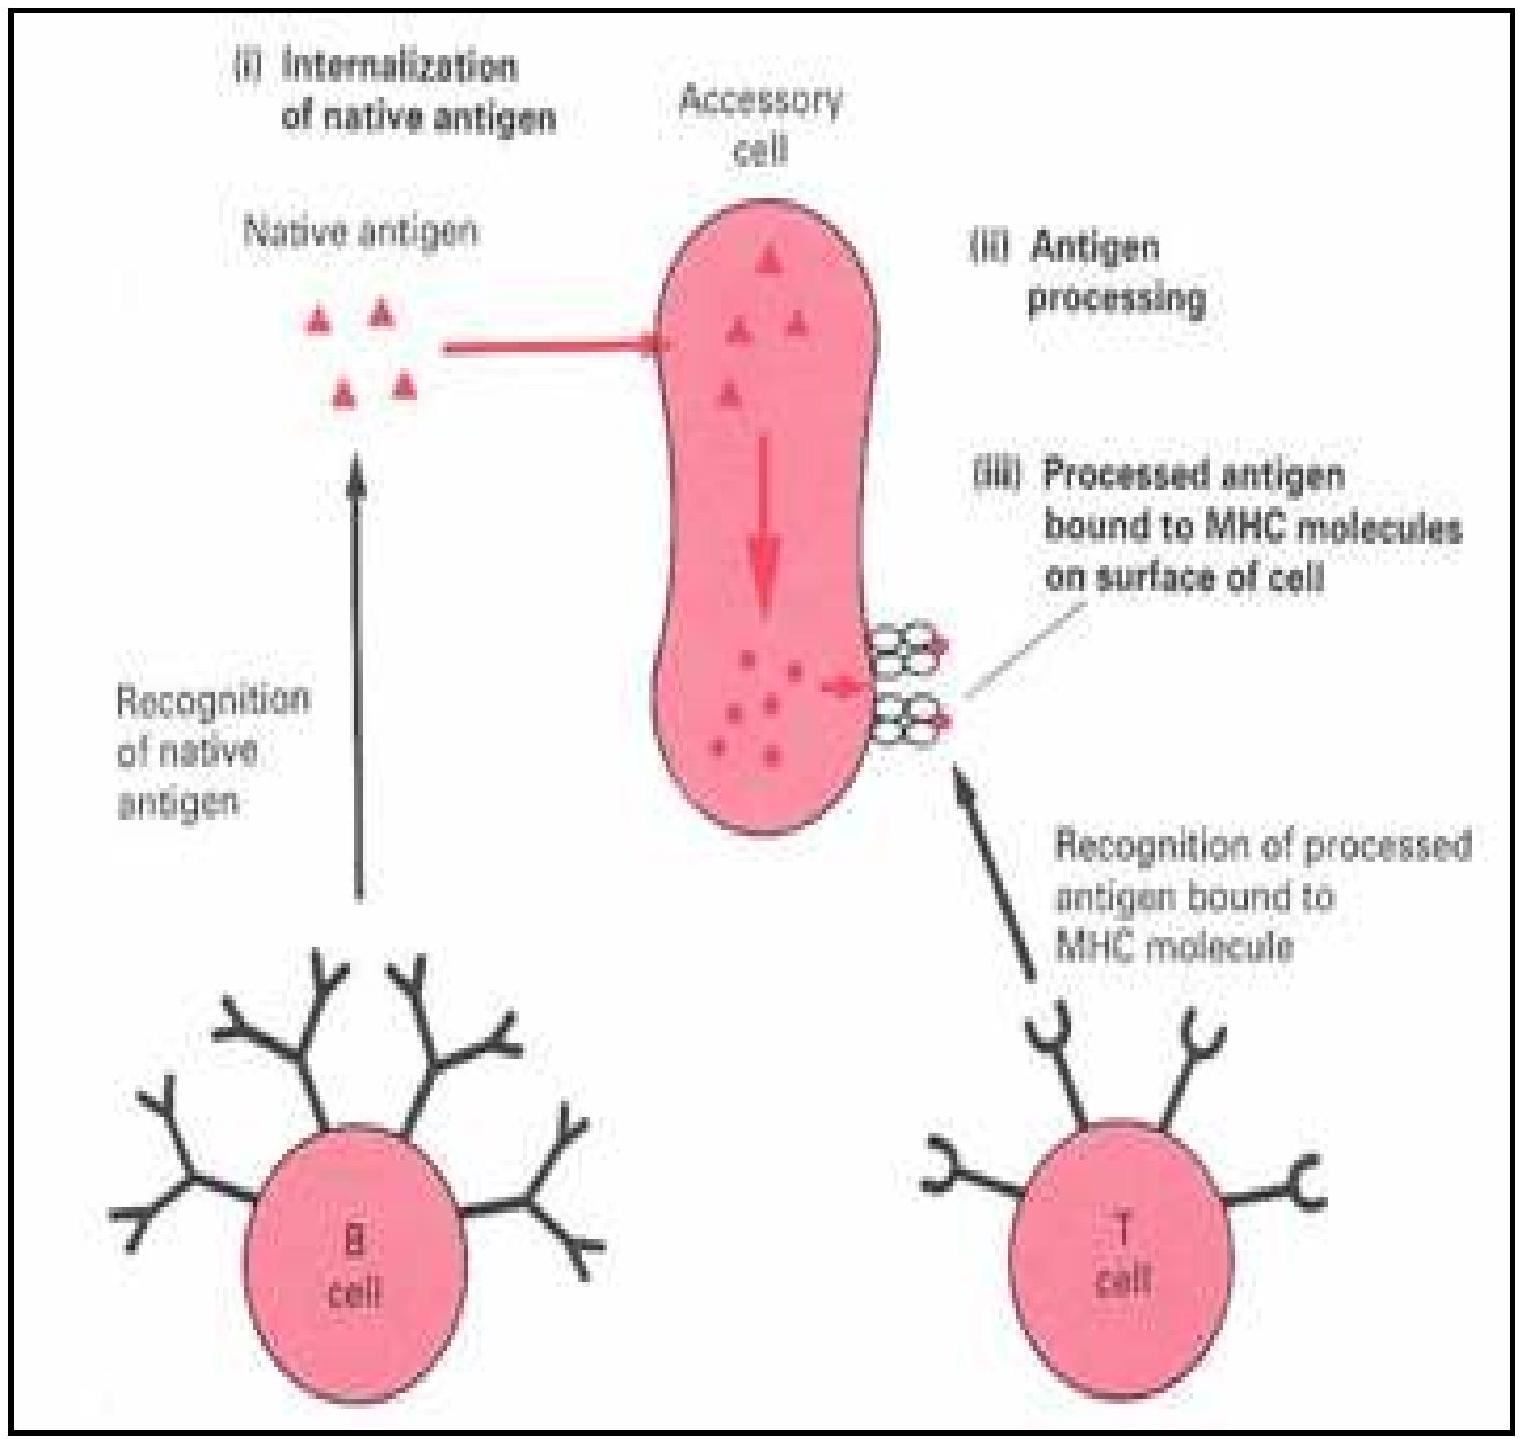 (i) Internalization
of native antigen
Accessory
cell
Native antigen
(ii) Antigen
processing
(iii) Processed antigen
bound to MHC molecules
on surface of cell
Recognition
of native
antigen
Recognition of processed
antigen bound to
MHC molecule
B
cell
T
cell